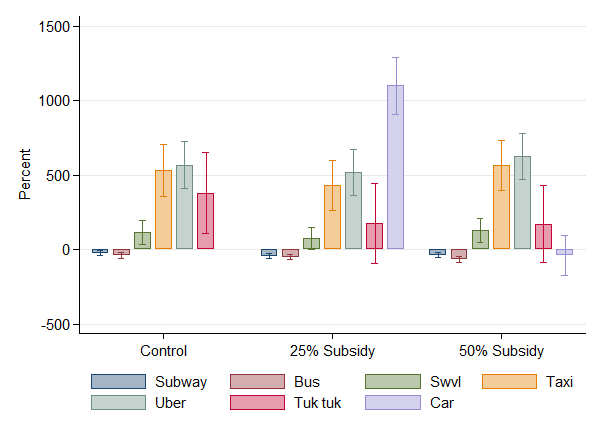 1500
1000
500
0
-500
Percent
Control 25% Subsidy 50% Subsidy
Subway Bus Swvl Taxi
Uber Tuk tuk Car